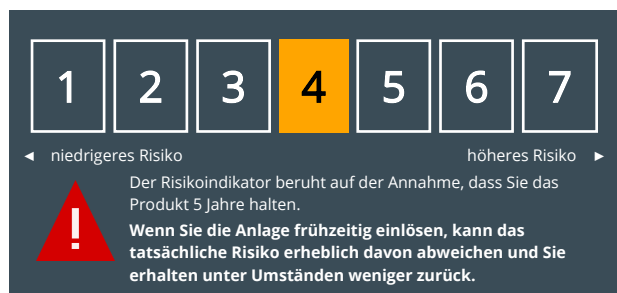 1 2 3 4 5 6 7
◄ niedrigeres Risiko höheres Risiko ►
Der Risikoindikator beruht auf der Annahme, dass Sie das
Produkt 5 Jahre halten.
!
Wenn Sie die Anlage frühzeitig einlösen, kann das
tatsächliche Risiko erheblich davon abweichen und Sie
erhalten unter Umständen weniger zurück.